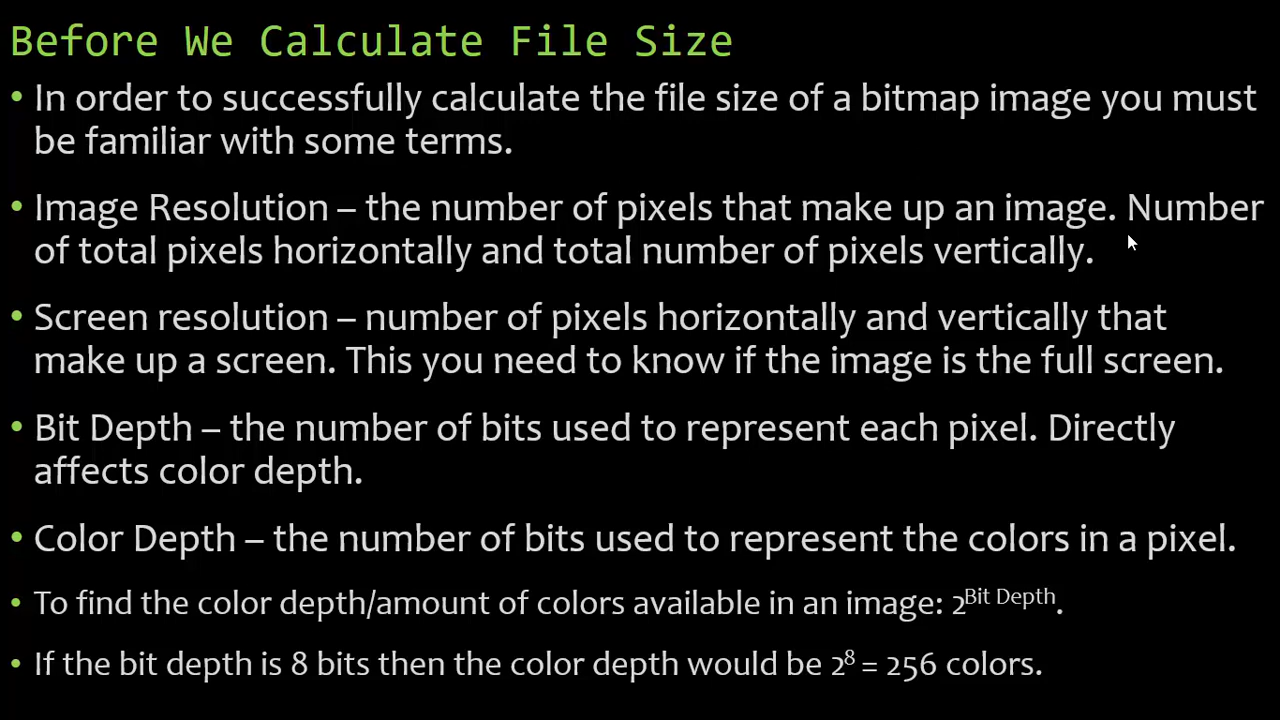 Before We Calculate File Size
• In order to successfully calculate the file size of a bitmap image you must
be familiar with some terms.
• Image Resolution – the number of pixels that make up an image. Number
of total pixels horizontally and total number of pixels vertically.
• Screen resolution – number of pixels horizontally and vertically that
make up a screen. This you need to know if the image is the full screen.
• Bit Depth – the number of bits used to represent each pixel. Directly
affects color depth.
• Color Depth – the number of bits used to represent the colors in a pixel.
• To find the color depth/amount of colors available in an image: 2^Bit Depth.
• If the bit depth is 8 bits then the color depth would be 2⁸ = 256 colors.